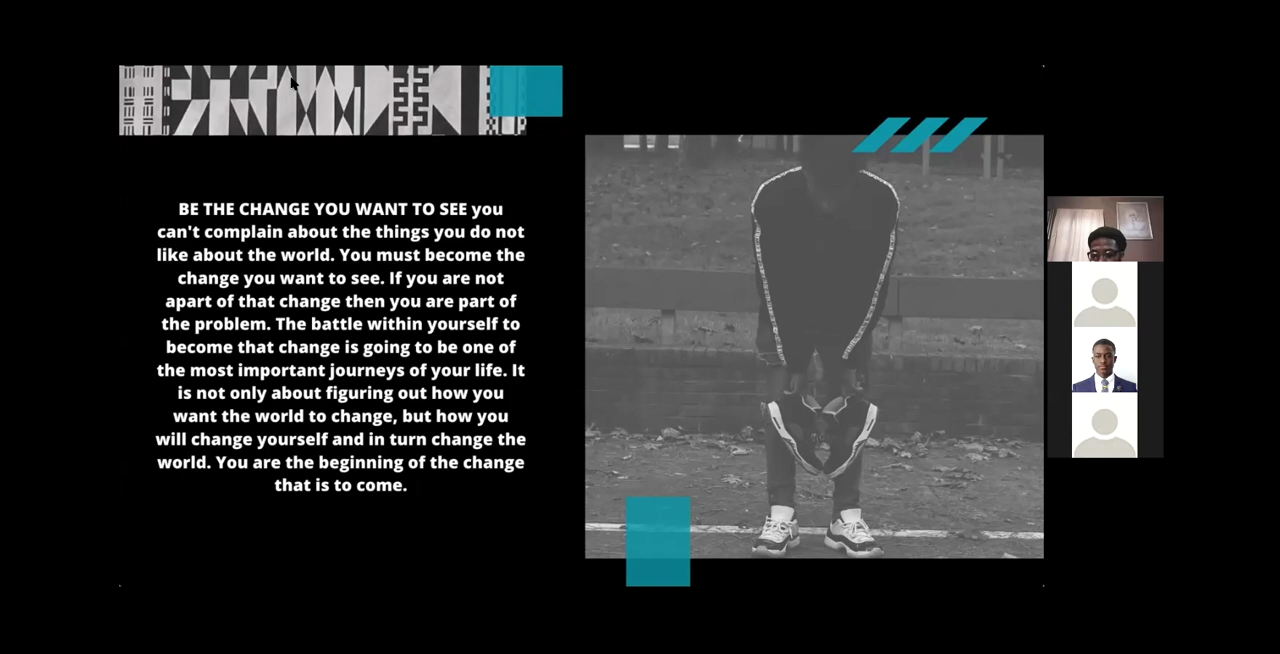 BE THE CHANGE YOU WANT TO SEE you
can't complain about the things you do not
like about the world. You must become the
change you want to see. If you are not
apart of that change then you are part of
the problem. The battle within yourself to
become that change is going to be one of
the most important journeys of your life. It
is not only about figuring out how you
want the world to change, but how you
will change yourself and in turn change the
world. You are the beginning of the change
that is to come.